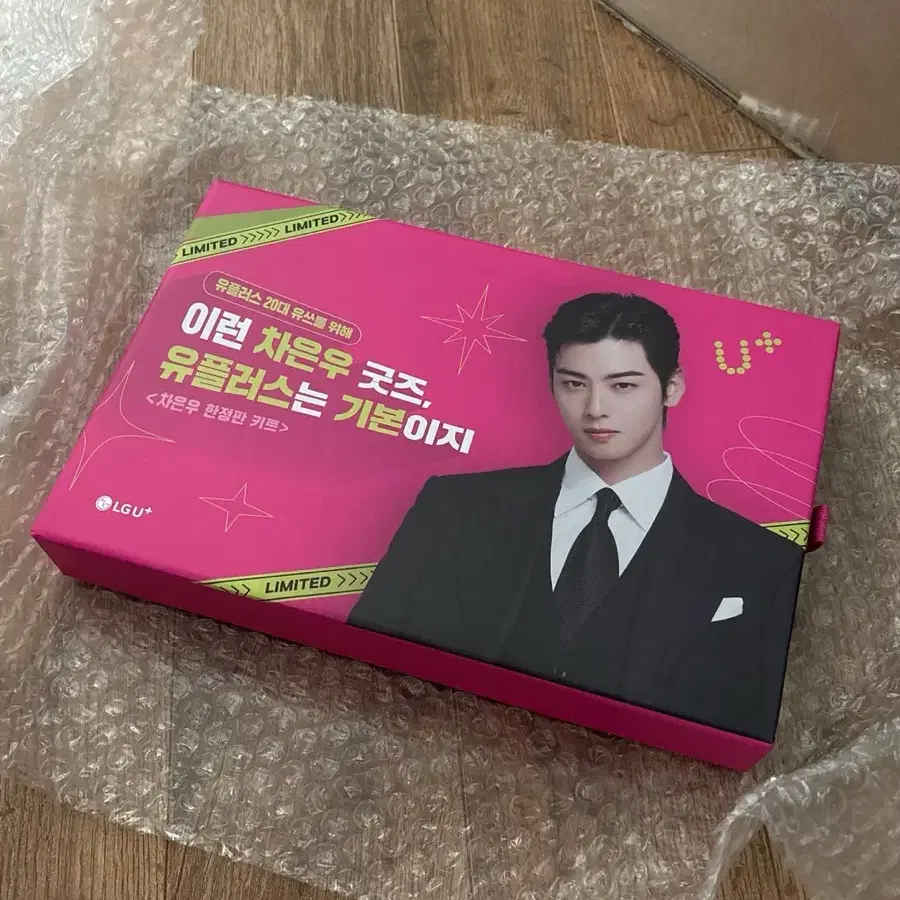 LIMITED >>>>> LIMITED >>>
유플러스 20대 유쓰를 위해
이런 차은우 굿즈,
유플러스는 기본이지
<차은우 한정판 키트>
U+
LG U+
LIMITED >>>>